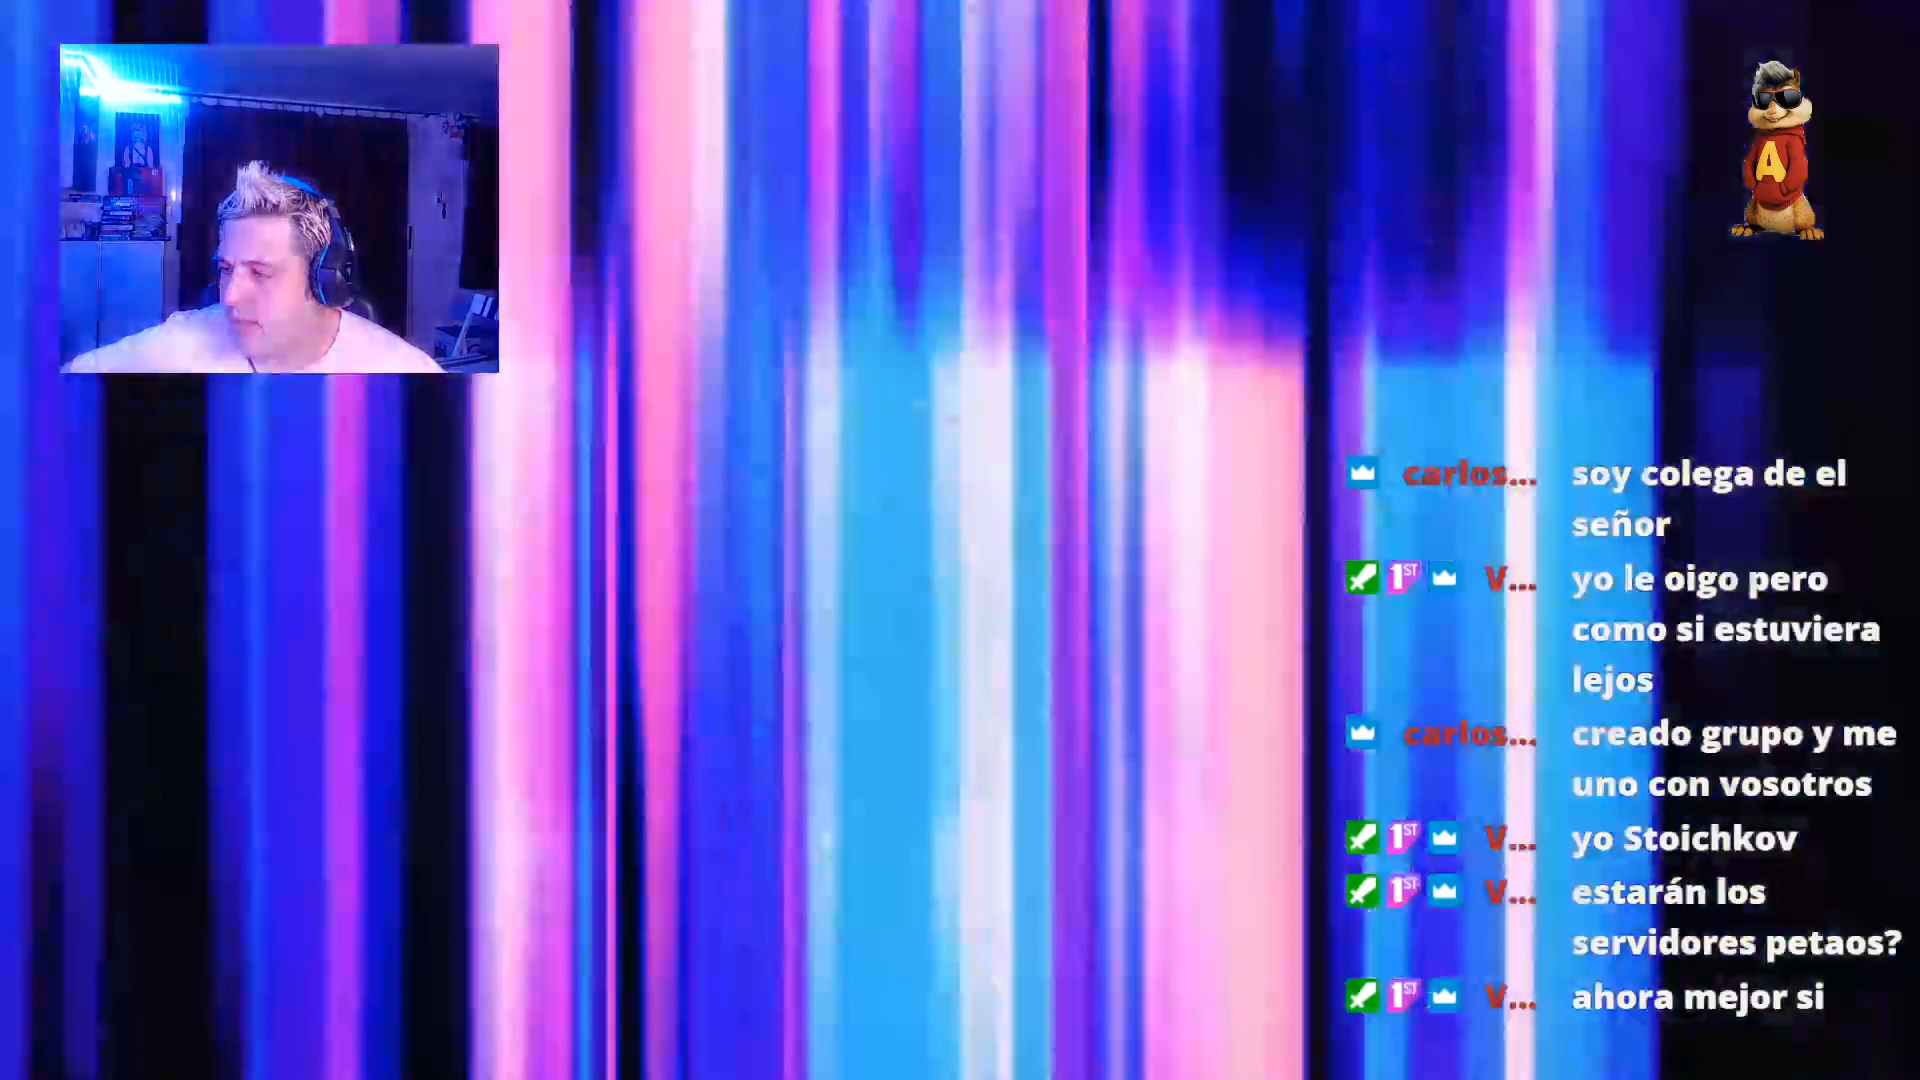 A
carlos... soy colega de el
señor
1ST V... yo le oigo pero
como si estuviera
lejos
carlos... creado grupo y me
uno con vosotros
1ST V... yo Stoichkov
1ST V... estarán los
servidores petaos?
1ST V... ahora mejor si